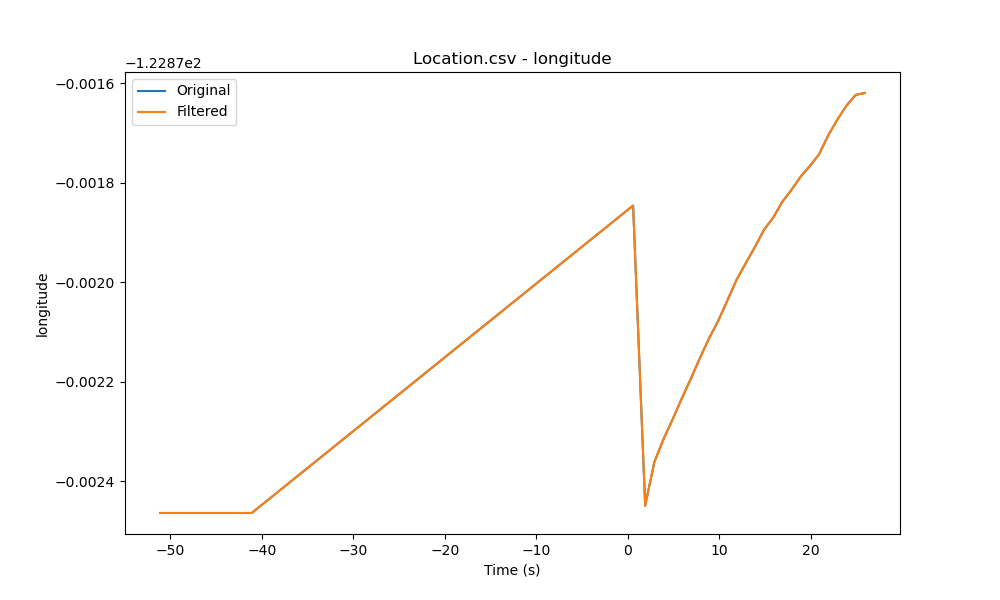 Location.csv - longitude
−1.2287e2
Original
Filtered
−0.0016
−0.0018
−0.0020
−0.0022
−0.0024
longitude
−50
−40
−30
−20
−10
0
10
20
Time (s)